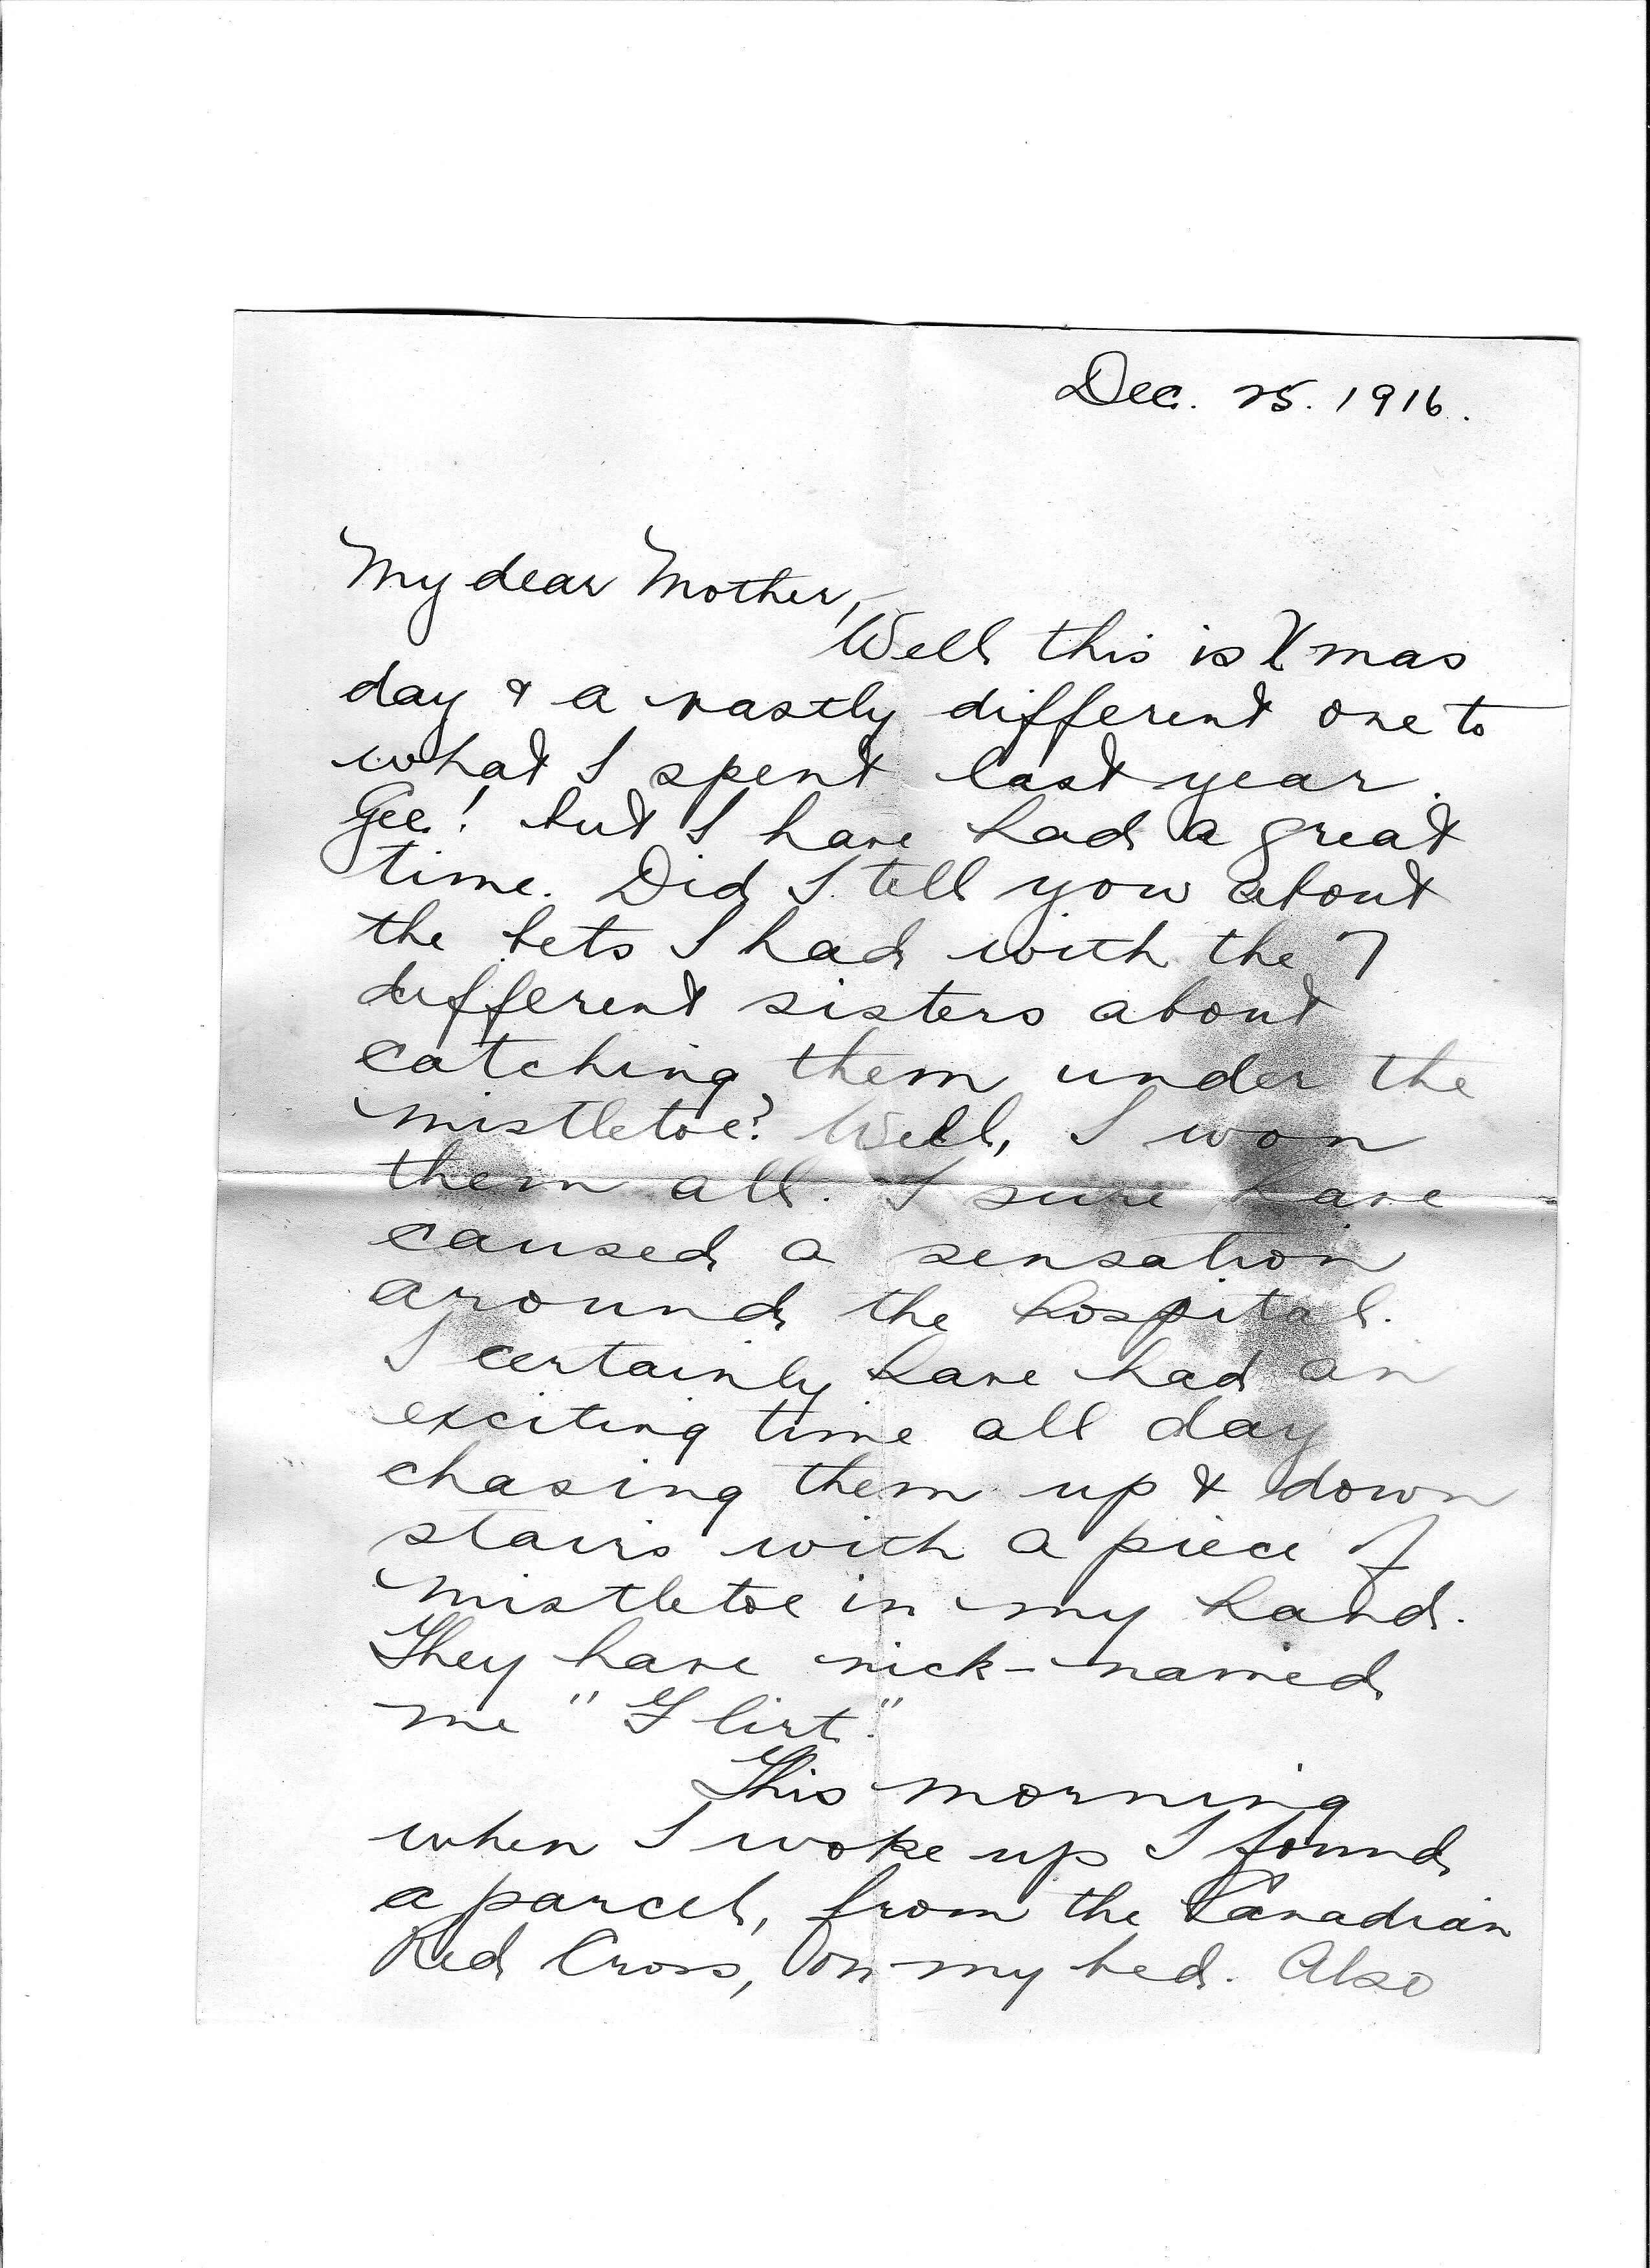 Dec. 25. 1916.
My dear Mother,
Well this is Xmas
day & a vastly different one to
what I spent last year.
Gee! but I have had a great
time. Did I tell you about
the bets I had with the 7
different sisters about
catching them under the
mistletoe? Well, I won
them all. I sure have
caused a sensation
around the hospital.
I certainly have had an
exciting time all day
chasing them up & down
stairs with a piece of
mistletoe in my hand.
They have nick-named
me "Flirt."
This morning
when I woke up I found
a parcel, from the Canadian
Red Cross, on my bed. Also